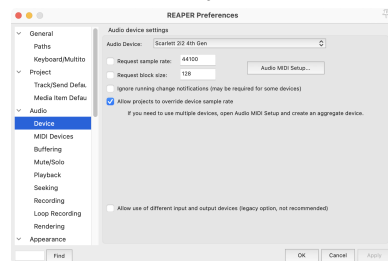 REAPER Preferences
General
Paths
Keyboard/Multito
Project
Track/Send Defau
Media Item Defau
Audio
Device
MIDI Devices
Buffering
Mute/Solo
Playback
Seeking
Recording
Loop Recording
Rendering
Appearance
Find
Audio device settings
Audio Device: Scarlett 2i2 4th Gen
Request sample rate: 44100
Request block size: 128
Audio MIDI Setup...
Ignore running change notifications (may be required for some devices)
Allow projects to override device sample rate
If you need to use multiple devices, open Audio MIDI Setup and create an aggregate device.
Allow use of different input and output devices (legacy option, not recommended)
OK Cancel Apply